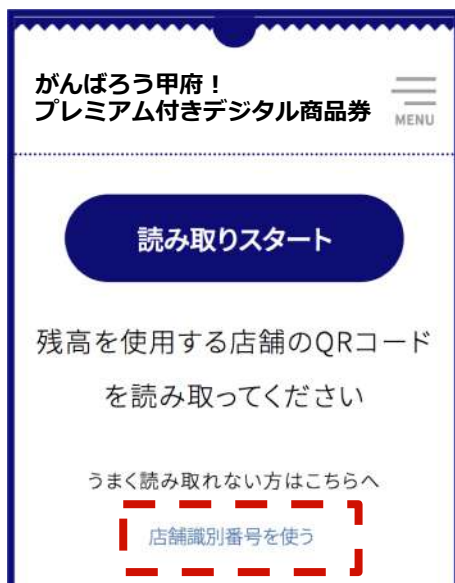 がんばろう甲府！
プレミアム付きデジタル商品券
MENU
読み取りスタート
残高を使用する店舗のQRコード
を読み取ってください
うまく読み取れない方はこちらへ
店舗識別番号を使う